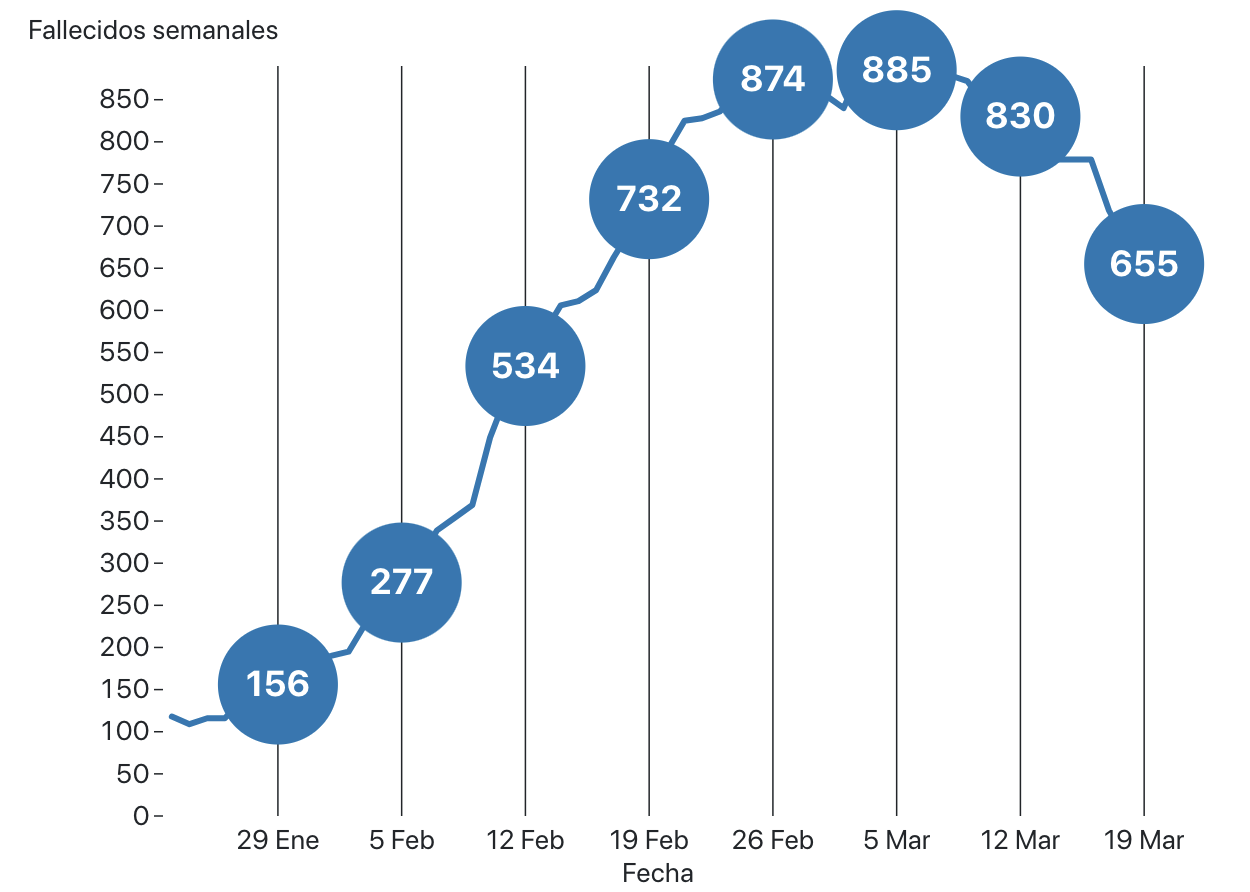 Fallecidos semanales
850
800
750
700
650
600
550
500
450
400
350
300
250
200
150
100
50
0
156
277
534
732
874
885
830
655
29 Ene
5 Feb
12 Feb
19 Feb
26 Feb
5 Mar
12 Mar
19 Mar
Fecha